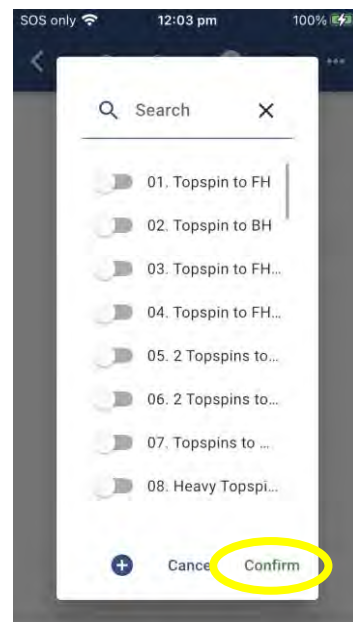 SOS only 12:03 pm 100%
Search
01. Topspin to FH
02. Topspin to BH
03. Topspin to FH...
04. Topspin to FH...
05. 2 Topspins to...
06. 2 Topspins to...
07. Topspins to ...
08. Heavy Topspi...
Cancel Confirm